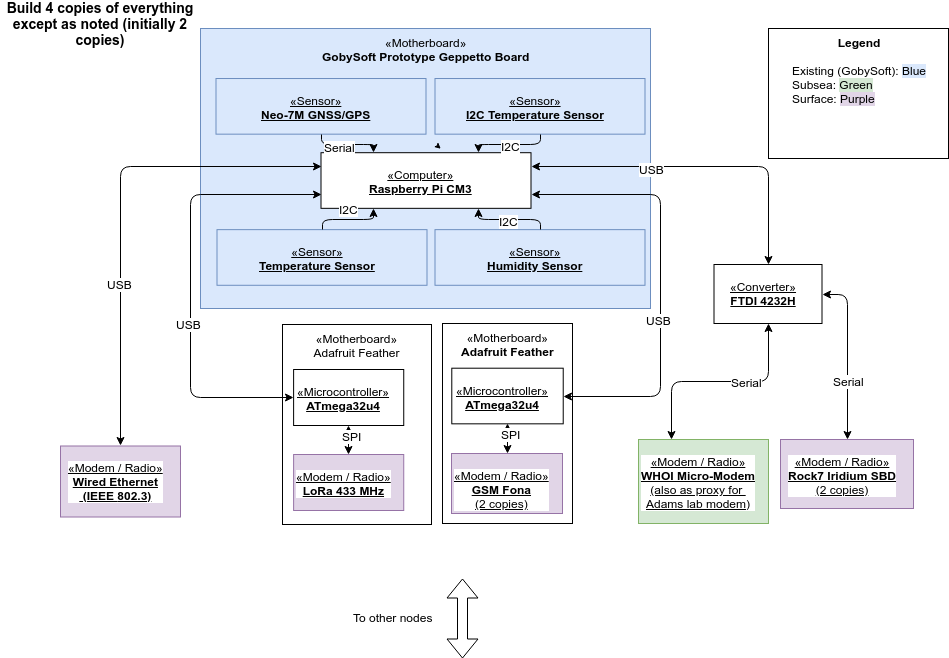 Build 4 copies of everything
except as noted (initially 2
copies)
«Motherboard»
GobySoft Prototype Geppetto Board
Legend
Existing (GobySoft): Blue
Subsea: Green
Surface: Purple
«Sensor»
Neo-7M GNSS/GPS
«Sensor»
I2C Temperature Sensor
Serial
I2C
«Computer»
Raspberry Pi CM3
USB
I2C
I2C
«Sensor»
Temperature Sensor
«Sensor»
Humidity Sensor
USB
«Converter»
FTDI 4232H
USB
USB
«Motherboard»
Adafruit Feather
«Motherboard»
Adafruit Feather
«Microcontroller»
ATmega32u4
«Microcontroller»
ATmega32u4
Serial
Serial
SPI
SPI
«Modem / Radio»
Wired Ethernet
(IEEE 802.3)
«Modem / Radio»
LoRa 433 MHz
«Modem / Radio»
GSM Fona
(2 copies)
«Modem / Radio»
WHOI Micro-Modem
(also as proxy for
Adams lab modem)
«Modem / Radio»
Rock7 Iridium SBD
(2 copies)
To other nodes